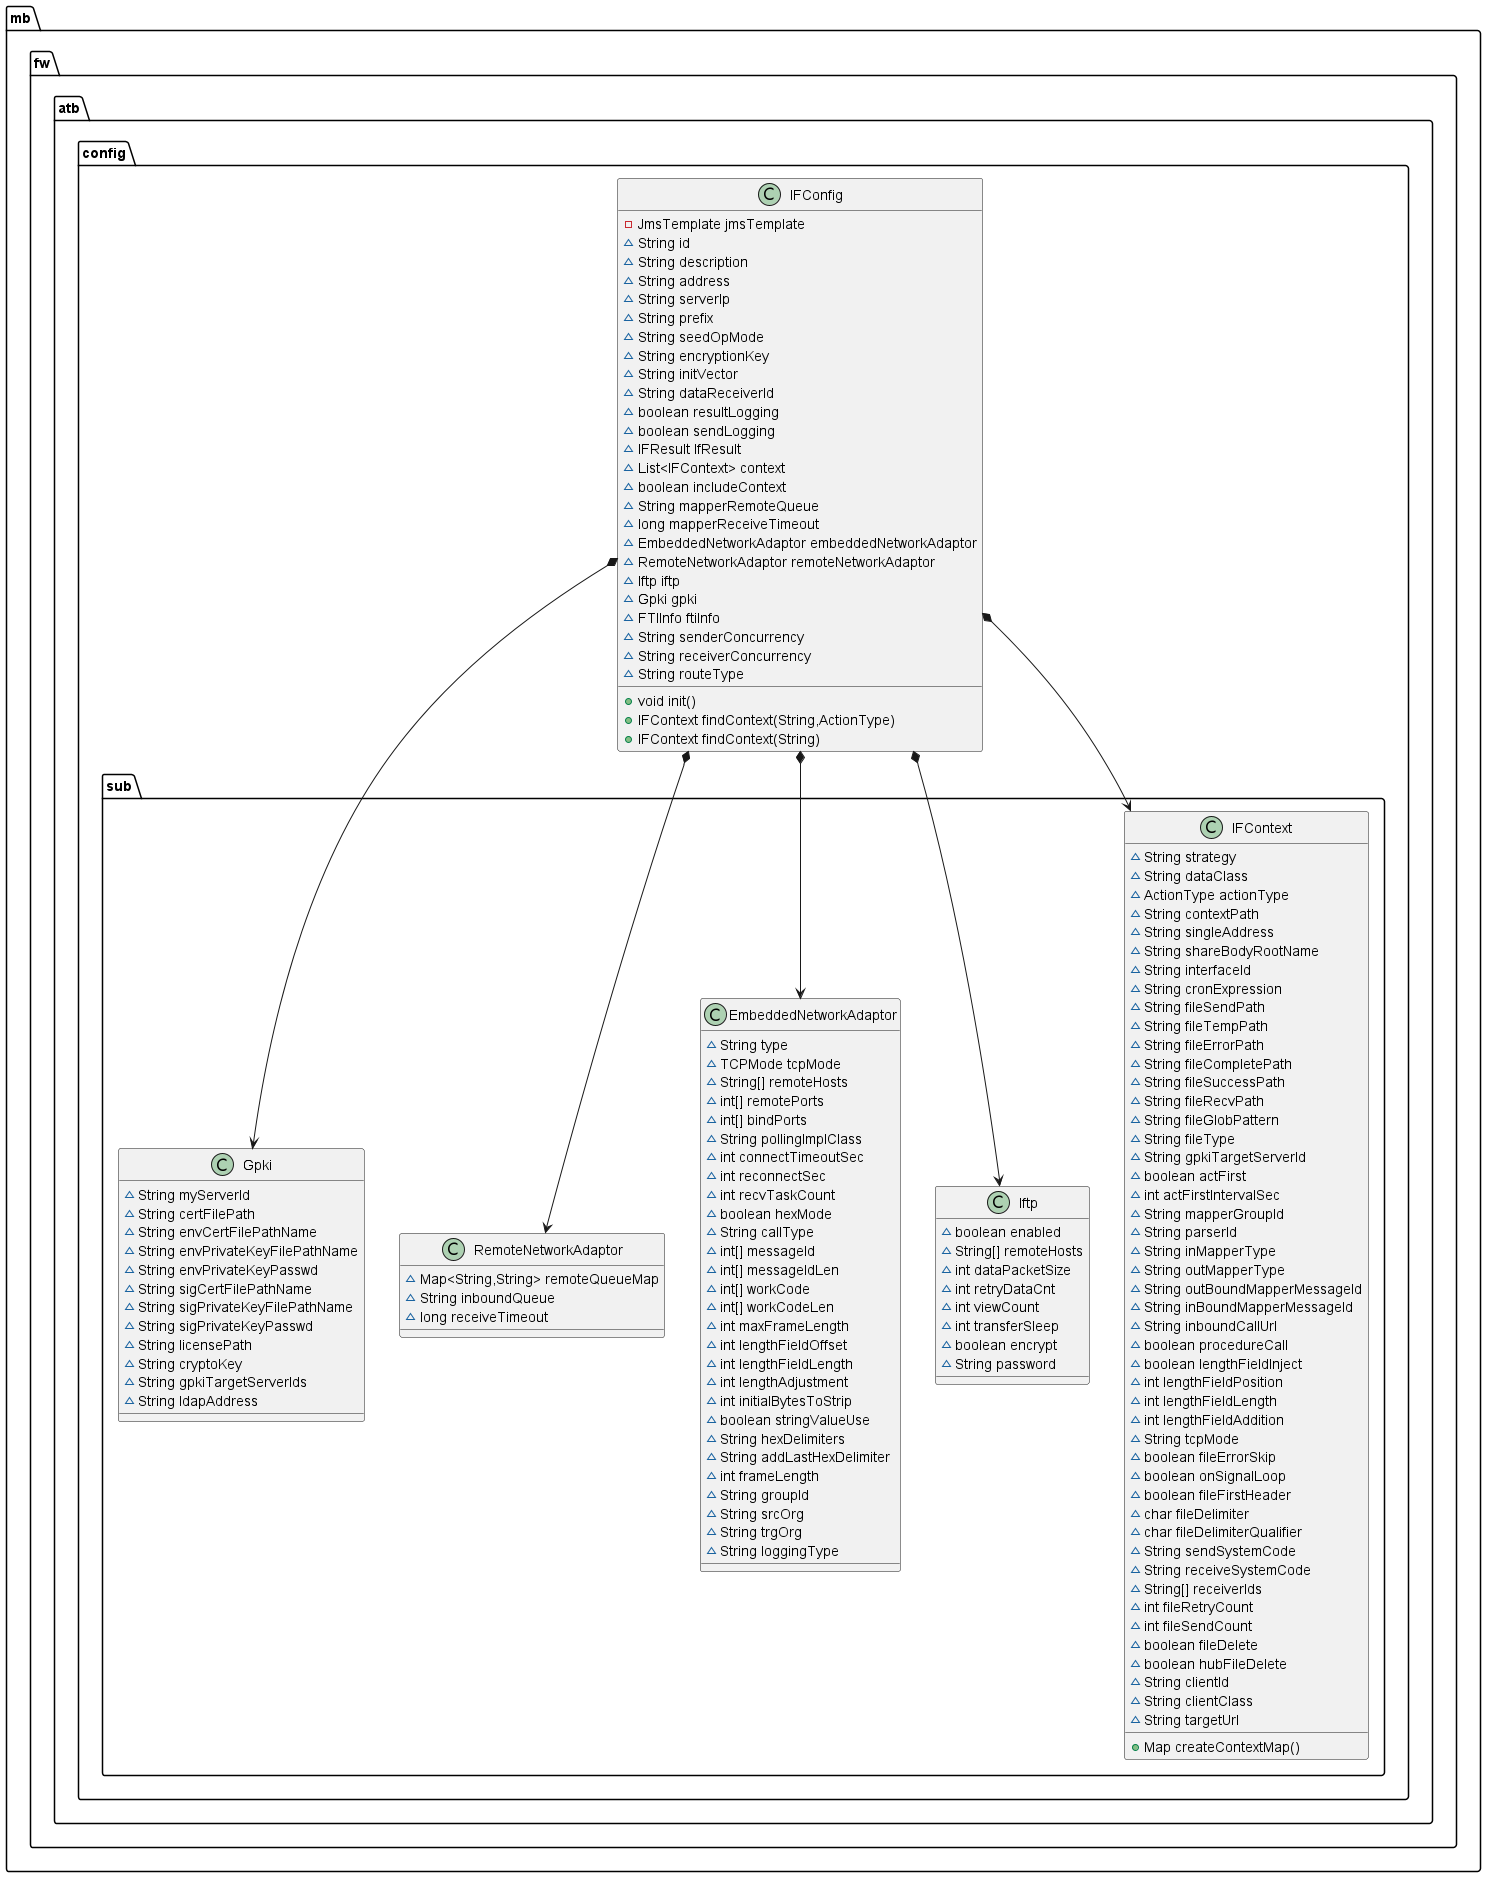 mb
fw
atb
config
IFConfig
JmsTemplate jmsTemplate
String id
String description
String address
String serverIp
String prefix
String seedOpMode
String encryptionKey
String initVector
String dataReceiverId
boolean resultLogging
boolean sendLogging
IFResult IfResult
List<IFContext> context
boolean includeContext
String mapperRemoteQueue
long mapperReceiveTimeout
EmbeddedNetworkAdaptor embeddedNetworkAdaptor
RemoteNetworkAdaptor remoteNetworkAdaptor
Iftp iftp
Gpki gpki
FTIInfo ftiInfo
String senderConcurrency
String receiverConcurrency
String routeType
void init()
IFContext findContext(String,ActionType)
IFContext findContext(String)
sub
Gpki
String myServerId
String certFilePath
String envCertFilePathName
String envPrivateKeyFilePathName
String envPrivateKeyPasswd
String sigCertFilePathName
String sigPrivateKeyFilePathName
String sigPrivateKeyPasswd
String licensePath
String cryptoKey
String gpkiTargetServerIds
String ldapAddress
RemoteNetworkAdaptor
Map<String,String> remoteQueueMap
String inboundQueue
long receiveTimeout
EmbeddedNetworkAdaptor
String type
TCPMode tcpMode
String[] remoteHosts
int[] remotePorts
int[] bindPorts
String pollingImplClass
int connectTimeoutSec
int reconnectSec
int recvTaskCount
boolean hexMode
String callType
int[] messageId
int[] messageIdLen
int[] workCode
int[] workCodeLen
int maxFrameLength
int lengthFieldOffset
int lengthFieldLength
int lengthAdjustment
int initialBytesToStrip
boolean stringValueUse
String hexDelimiters
String addLastHexDelimiter
int frameLength
String groupId
String srcOrg
String trgOrg
String loggingType
Iftp
boolean enabled
String[] remoteHosts
int dataPacketSize
int retryDataCnt
int viewCount
int transferSleep
boolean encrypt
String password
IFContext
String strategy
String dataClass
ActionType actionType
String contextPath
String singleAddress
String shareBodyRootName
String interfaceId
String cronExpression
String fileSendPath
String fileTempPath
String fileErrorPath
String fileCompletePath
String fileSuccessPath
String fileRecvPath
String fileGlobPattern
String fileType
String gpkiTargetServerId
boolean actFirst
int actFirstIntervalSec
String mapperGroupId
String parserId
String inMapperType
String outMapperType
String outBoundMapperMessageId
String inBoundMapperMessageId
String inboundCallUrl
boolean procedureCall
boolean lengthFieldInject
int lengthFieldPosition
int lengthFieldLength
int lengthFieldAddition
String tcpMode
boolean fileErrorSkip
boolean onSignalLoop
boolean fileFirstHeader
char fileDelimiter
char fileDelimiterQualifier
String sendSystemCode
String receiveSystemCode
String[] receiverIds
int fileRetryCount
int fileSendCount
boolean fileDelete
boolean hubFileDelete
String clientId
String clientClass
String targetUrl
Map createContextMap()